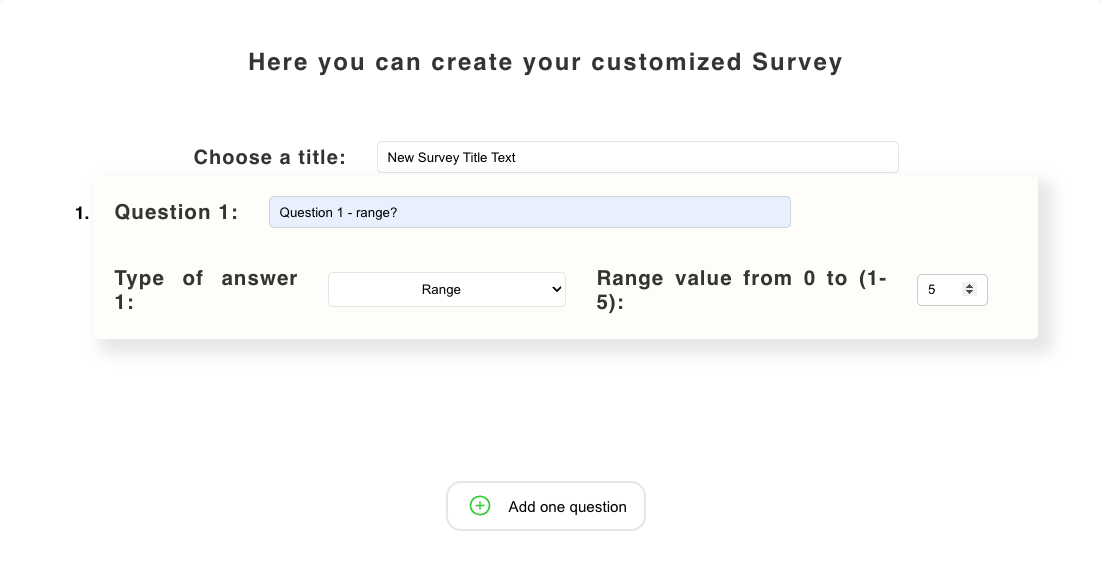 Here you can create your customized Survey
Choose a title: New Survey Title Text
1. Question 1: Question 1 - range?
Type of answer
1:
Range
Range value from 0 to (1-
5):
5
Add one question